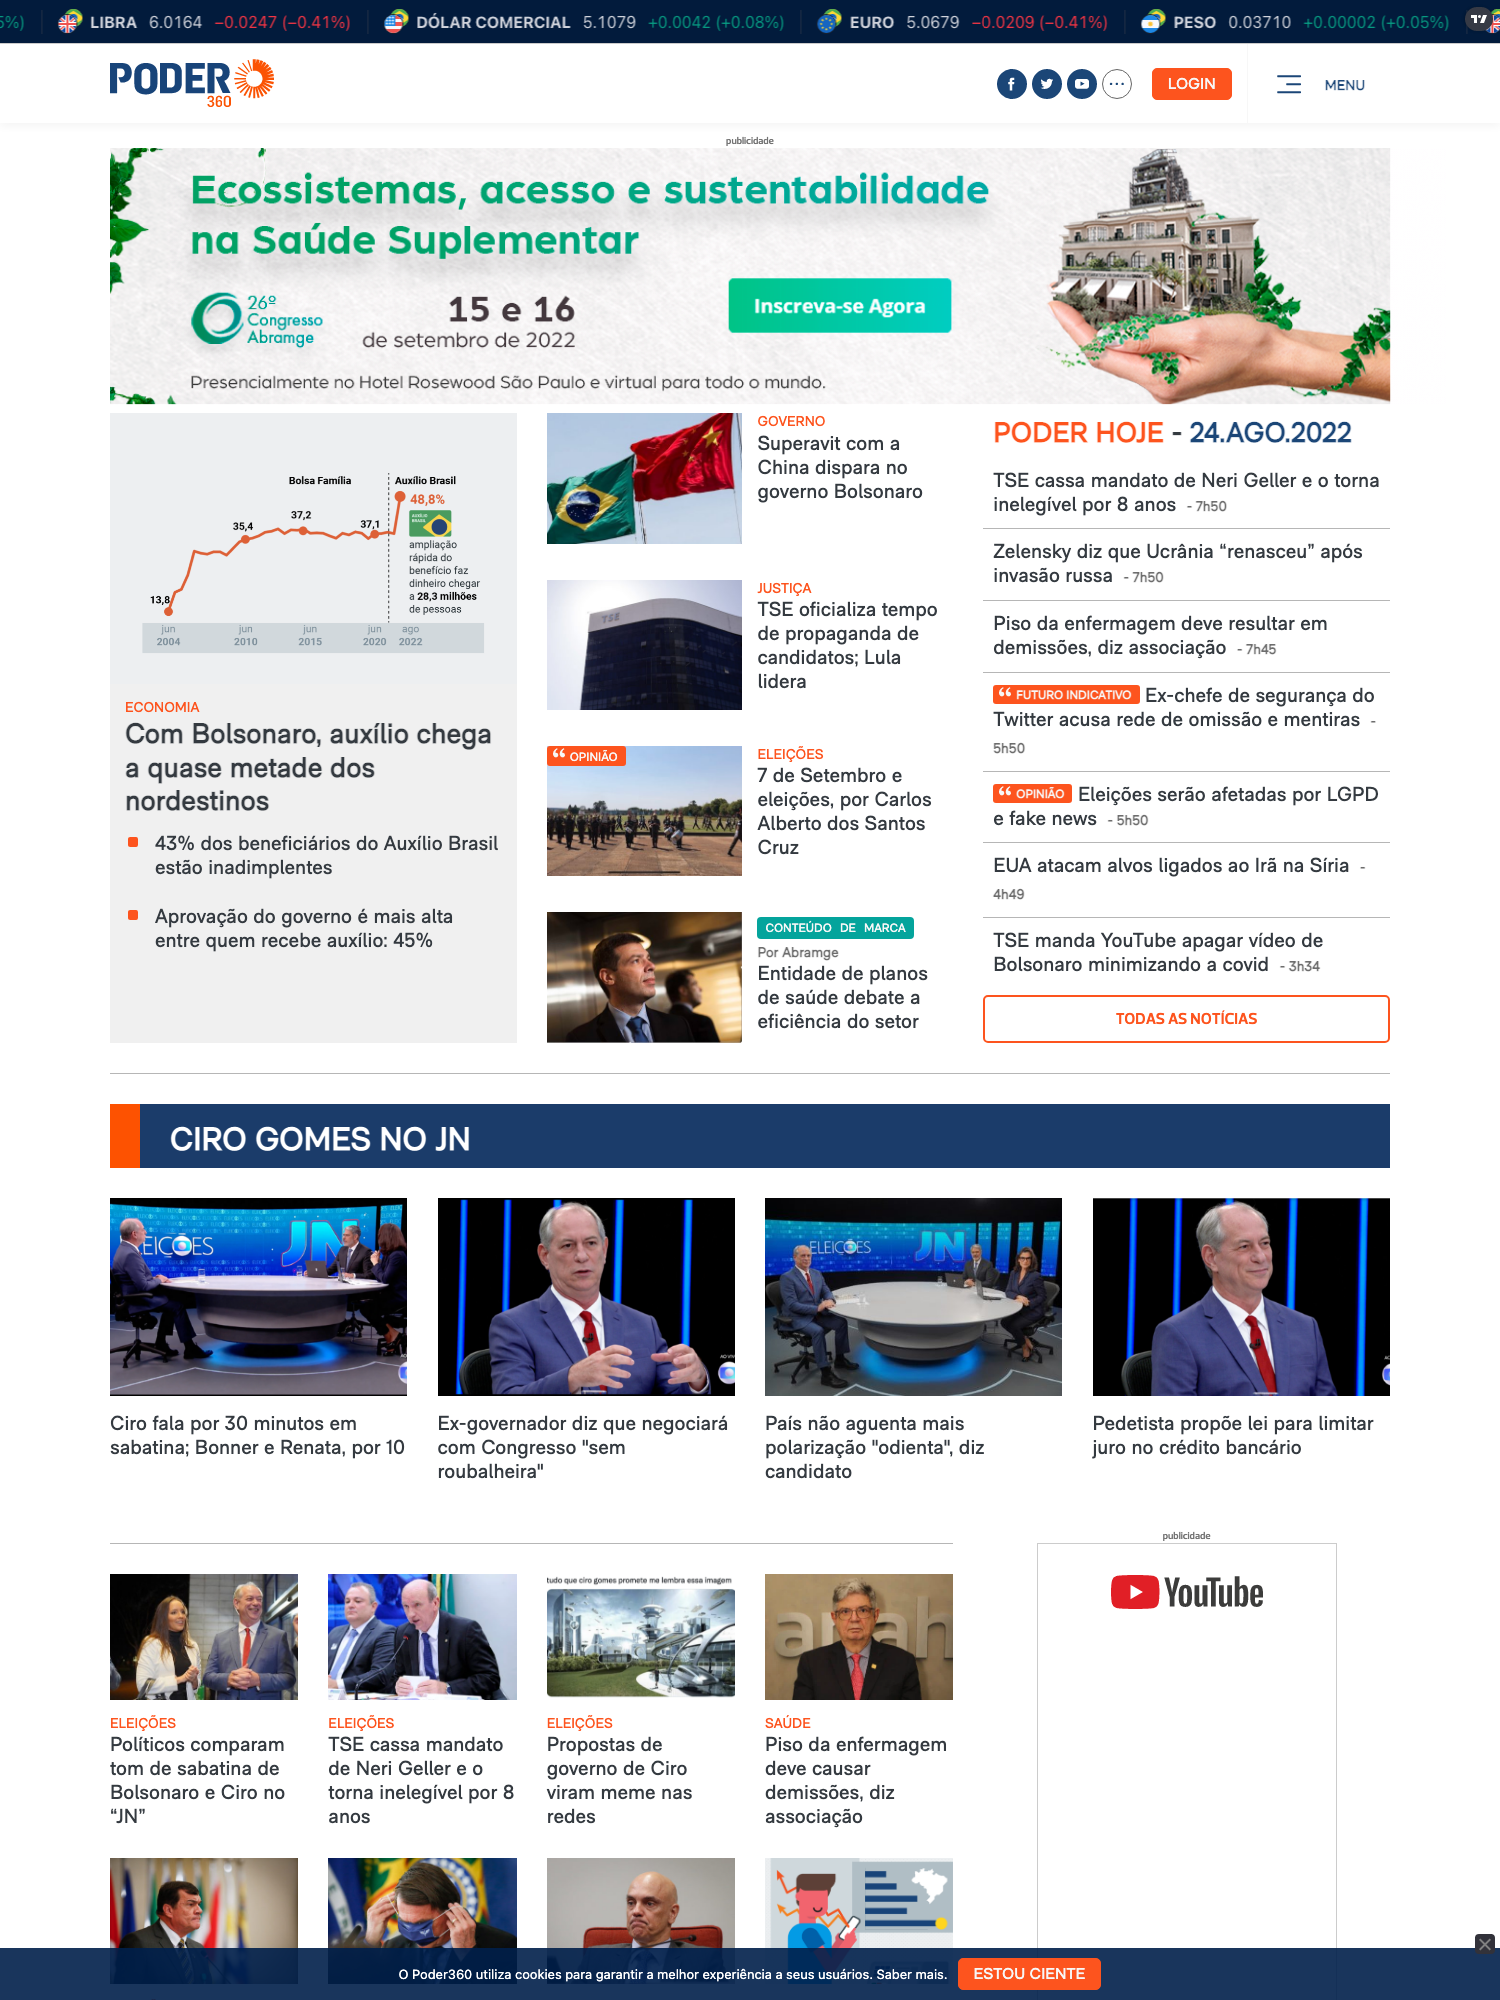 5%)
LIBRA 6.0164 −0.0247 (−0.41%)
DÓLAR COMERCIAL 5.1079 +0.0042 (+0.08%)
EURO 5.0679 −0.0209 (−0.41%)
PESO 0.03710 +0.00002 (+0.05%)
PODER
360
LOGIN
MENU
publicidade
Ecossistemas, acesso e sustentabilidade
na Saúde Suplementar
26º
Congresso
Abramge
15 e 16
de setembro de 2022
Inscreva-se Agora
Presencialmente no Hotel Rosewood São Paulo e virtual para todo o mundo.
Bolsa Família
Auxílio Brasil
48,8%
AUXÍLIO
BRASIL
37,2
35,4
37,1
13,8
ampliação
rápida do
benefício faz
dinheiro chegar
a 28,3 milhões
de pessoas
jun
2004
jun
2010
jun
2015
jun
2020
ago
2022
ECONOMIA
Com Bolsonaro, auxílio chega
a quase metade dos
nordestinos
43% dos beneficiários do Auxílio Brasil
estão inadimplentes
Aprovação do governo é mais alta
entre quem recebe auxílio: 45%
GOVERNO
Superavit com a
China dispara no
governo Bolsonaro
TSE
JUSTIÇA
TSE oficializa tempo
de propaganda de
candidatos; Lula
lidera
“ OPINIÃO
ELEIÇÕES
7 de Setembro e
eleições, por Carlos
Alberto dos Santos
Cruz
CONTEÚDO DE MARCA
Por Abramge
Entidade de planos
de saúde debate a
eficiência do setor
PODER HOJE - 24.AGO.2022
TSE cassa mandato de Neri Geller e o torna
inelegível por 8 anos - 7h50
Zelensky diz que Ucrânia “renasceu” após
invasão russa - 7h50
Piso da enfermagem deve resultar em
demissões, diz associação - 7h45
“ FUTURO INDICATIVO Ex-chefe de segurança do
Twitter acusa rede de omissão e mentiras -
5h50
“ OPINIÃO Eleições serão afetadas por LGPD
e fake news - 5h50
EUA atacam alvos ligados ao Irã na Síria -
4h49
TSE manda YouTube apagar vídeo de
Bolsonaro minimizando a covid - 3h34
TODAS AS NOTÍCIAS
CIRO GOMES NO JN
ELEIÇÕES
JN
ELEIÇÕES
JN
Ciro fala por 30 minutos em
sabatina; Bonner e Renata, por 10
Ex-governador diz que negociará
com Congresso "sem
roubalheira"
País não aguenta mais
polarização "odienta", diz
candidato
Pedetista propõe lei para limitar
juro no crédito bancário
publicidade
YouTube
tudo que ciro gomes promete me lembra essa imagem
ELEIÇÕES
Políticos comparam
tom de sabatina de
Bolsonaro e Ciro no
“JN”
ELEIÇÕES
TSE cassa mandato
de Neri Geller e o
torna inelegível por 8
anos
ELEIÇÕES
Propostas de
governo de Ciro
viram meme nas
redes
SAÚDE
Piso da enfermagem
deve causar
demissões, diz
associação
O Poder360 utiliza cookies para garantir a melhor experiência a seus usuários. Saber mais.
ESTOU CIENTE